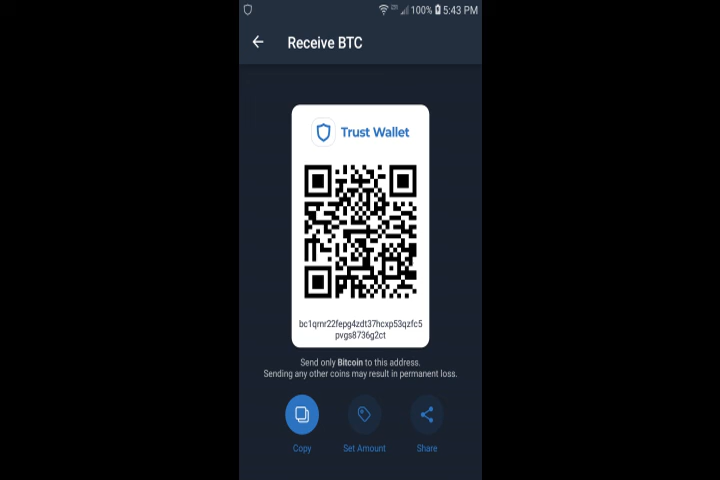 100% 5:43 PM
Receive BTC
Trust Wallet
bc1qrnr22fepg4zdt37hcxp53qzfc5
pvgs8736g2ct
Send only Bitcoin to this address.
Sending any other coins may result in permanent loss.
Copy Set Amount Share